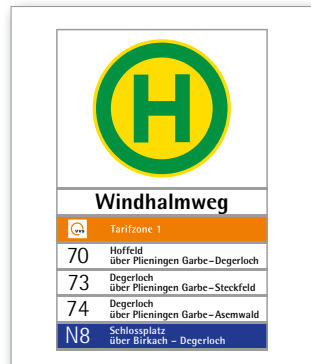 H
Windhalmweg
VVS
Tarifzone 1
70
Hoffeld
über Plieningen Garbe–Degerloch
73
Degerloch
über Plieningen Garbe–Steckfeld
74
Degerloch
über Plieningen Garbe–Asemwald
N8
Schlossplatz
über Birkach – Degerloch